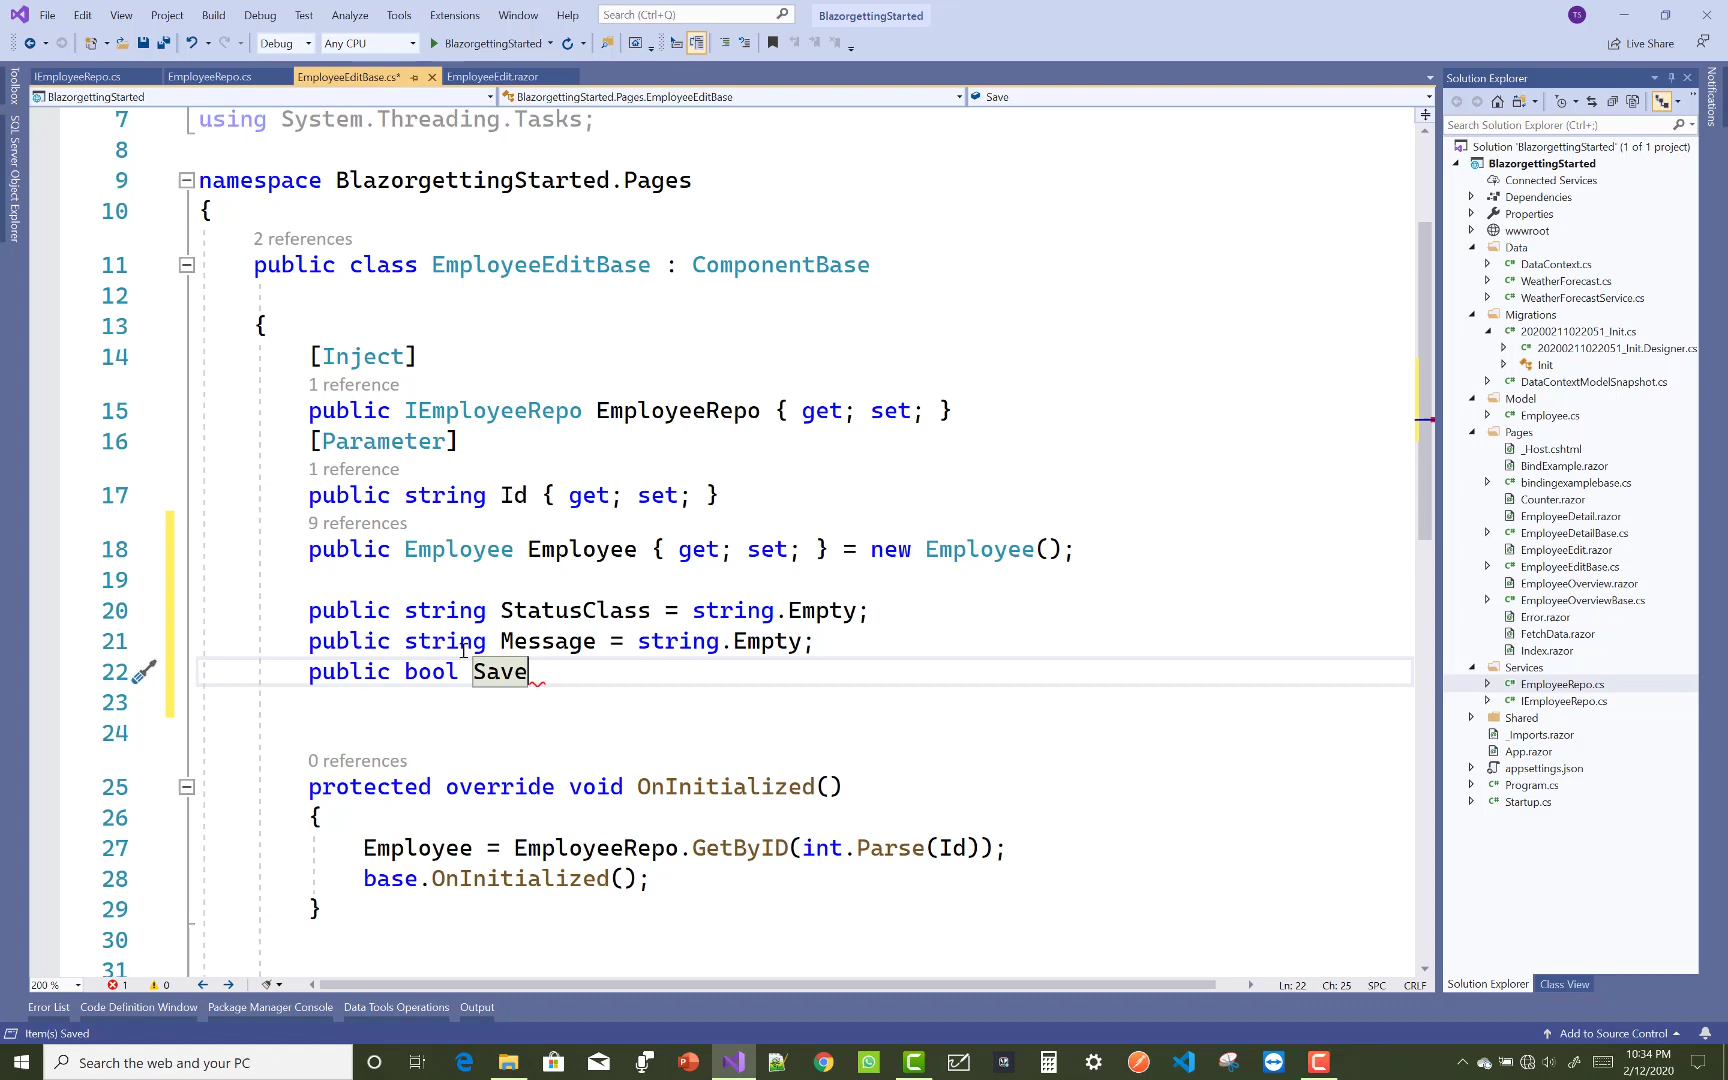 File Edit View Project Build Debug Test Analyze Tools Extensions Window Help Search (Ctrl+Q) BlazorgettingStarted TS
Debug Any CPU BlazorgettingStarted Live Share
IEmployeeRepo.cs EmployeeRepo.cs EmployeeEditBase.cs* EmployeeEdit.razor
BlazorgettingStarted BlazorgettingStarted.Pages.EmployeeEditBase Save
Toolbox
SQL Server Object Explorer
7 using System.Threading.Tasks;
8
9 namespace BlazorgettingStarted.Pages
10 {
2 references
11 public class EmployeeEditBase : ComponentBase
12
13 {
14 [Inject]
1 reference
15 public IEmployeeRepo EmployeeRepo { get; set; }
16 [Parameter]
1 reference
17 public string Id { get; set; }
9 references
18 public Employee Employee { get; set; } = new Employee();
19
20 public string StatusClass = string.Empty;
21 public string Message = string.Empty;
22 public bool Save
23
24
0 references
25 protected override void OnInitialized()
26 {
27 Employee = EmployeeRepo.GetByID(int.Parse(Id));
28 base.OnInitialized();
29 }
30
31
200 % 1 0 Ln: 22 Ch: 25 SPC CRLF
Error List Code Definition Window Package Manager Console Data Tools Operations Output
Item(s) Saved Add to Source Control
Solution Explorer
Search Solution Explorer (Ctrl+;)
Solution 'BlazorgettingStarted' (1 of 1 project)
BlazorgettingStarted
Connected Services
Dependencies
Properties
wwwroot
Data
DataContext.cs
WeatherForecast.cs
WeatherForecastService.cs
Migrations
20200211022051_Init.cs
20200211022051_Init.Designer.cs
Init
DataContextModelSnapshot.cs
Model
Employee.cs
Pages
_Host.cshtml
BindExample.razor
bindingexamplebase.cs
Counter.razor
EmployeeDetail.razor
EmployeeDetailBase.cs
EmployeeEdit.razor
EmployeeEditBase.cs
EmployeeOverview.razor
EmployeeOverviewBase.cs
Error.razor
FetchData.razor
Index.razor
Services
EmployeeRepo.cs
IEmployeeRepo.cs
Shared
_Imports.razor
App.razor
appsettings.json
Program.cs
Startup.cs
Solution Explorer Class View
Notifications
Search the web and your PC
10:34 PM
2/12/2020